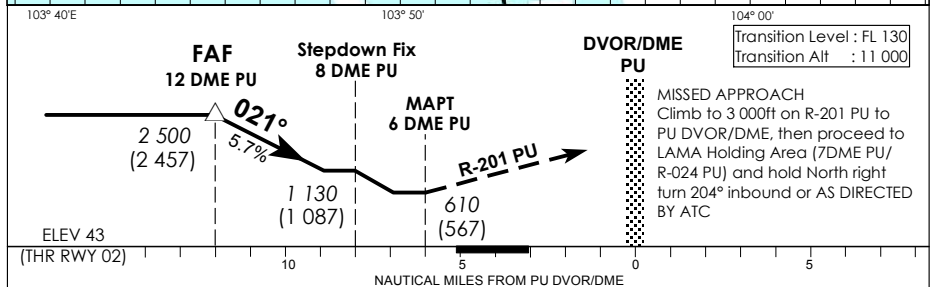 103° 40'E 103° 50' 104° 00'
Transition Level : FL 130
Transition Alt : 11 000
FAF
12 DME PU
Stepdown Fix
8 DME PU
MAPT
6 DME PU
DVOR/DME
PU
MISSED APPROACH
Climb to 3 000ft on R-201 PU to
PU DVOR/DME, then proceed to
LAMA Holding Area (7DME PU/
R-024 PU) and hold North right
turn 204° inbound or AS DIRECTED
BY ATC
021°
5.7%
R-201 PU
2 500
(2 457)
1 130
(1 087)
610
(567)
ELEV 43
(THR RWY 02)
10 5 0 5
NAUTICAL MILES FROM PU DVOR/DME